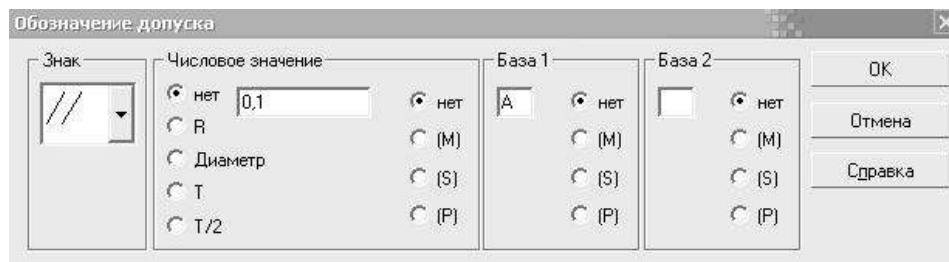 Обозначение допуска
Знак
//
Числовое значение
нет
0,1
R
Диаметр
T
T/2
нет
(M)
(S)
(P)
База 1
A
нет
(M)
(S)
(P)
База 2
нет
(M)
(S)
(P)
OK
Отмена
Справка